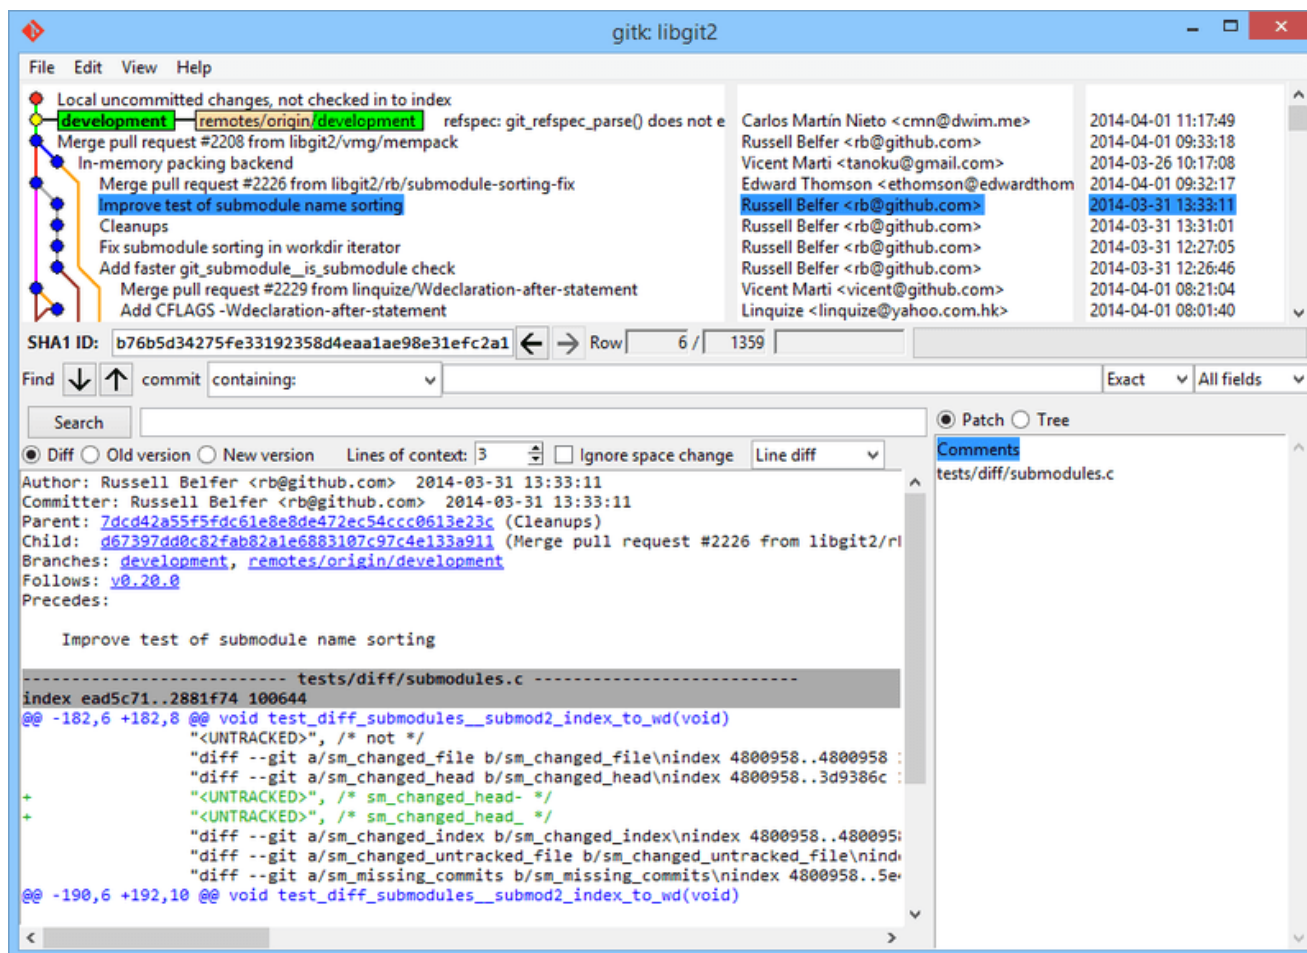 gitk: libgit2
File Edit View Help
Local uncommitted changes, not checked in to index
development remotes/origin/development refspec: git_refspec_parse() does not e Carlos Martín Nieto <cmn@dwim.me> 2014-04-01 11:17:49
Merge pull request #2208 from libgit2/vmg/mempack Russell Belfer <rb@github.com> 2014-04-01 09:33:18
In-memory packing backend Vicent Marti <tanoku@gmail.com> 2014-03-26 10:17:08
Merge pull request #2226 from libgit2/rb/submodule-sorting-fix Edward Thomson <ethomson@edwardthom 2014-04-01 09:32:17
Improve test of submodule name sorting Russell Belfer <rb@github.com> 2014-03-31 13:33:11
Cleanups Russell Belfer <rb@github.com> 2014-03-31 13:31:01
Fix submodule sorting in workdir iterator Russell Belfer <rb@github.com> 2014-03-31 12:27:05
Add faster git_submodule__is_submodule check Russell Belfer <rb@github.com> 2014-03-31 12:26:46
Merge pull request #2229 from linquize/Wdeclaration-after-statement Vicent Marti <vicent@github.com> 2014-04-01 08:21:04
Add CFLAGS -Wdeclaration-after-statement Linquize <linquize@yahoo.com.hk> 2014-04-01 08:01:40
SHA1 ID: b76b5d34275fe33192358d4eaa1ae98e31efc2a1 Row 6 / 1359
Find commit containing: Exact All fields
Search Patch Tree
Diff Old version New version Lines of context: 3 Ignore space change Line diff Comments
tests/diff/submodules.c
Author: Russell Belfer <rb@github.com> 2014-03-31 13:33:11
Committer: Russell Belfer <rb@github.com> 2014-03-31 13:33:11
Parent: 7dcd42a55f5fdc61e8e8de472ec54ccc0613e23c (Cleanups)
Child: d67397dd0c82fab82a1e6883107c97c4e133a911 (Merge pull request #2226 from libgit2/r
Branches: development, remotes/origin/development
Follows: v0.20.0
Precedes:
Improve test of submodule name sorting
--------------------------- tests/diff/submodules.c ---------------------------
index ead5c71..2881f74 100644
@@ -182,6 +182,8 @@ void test_diff_submodules__submod2_index_to_wd(void)
"<UNTRACKED>", /* not */
"diff --git a/sm_changed_file b/sm_changed_file\nindex 4800958..4800958
"diff --git a/sm_changed_head b/sm_changed_head\nindex 4800958..3d9386c
+ "<UNTRACKED>", /* sm_changed_head- */
+ "<UNTRACKED>", /* sm_changed_head_ */
"diff --git a/sm_changed_index b/sm_changed_index\nindex 4800958..480095
"diff --git a/sm_changed_untracked_file b/sm_changed_untracked_file\nind
"diff --git a/sm_missing_commits b/sm_missing_commits\nindex 4800958..5e
@@ -190,6 +192,10 @@ void test_diff_submodules__submod2_index_to_wd(void)